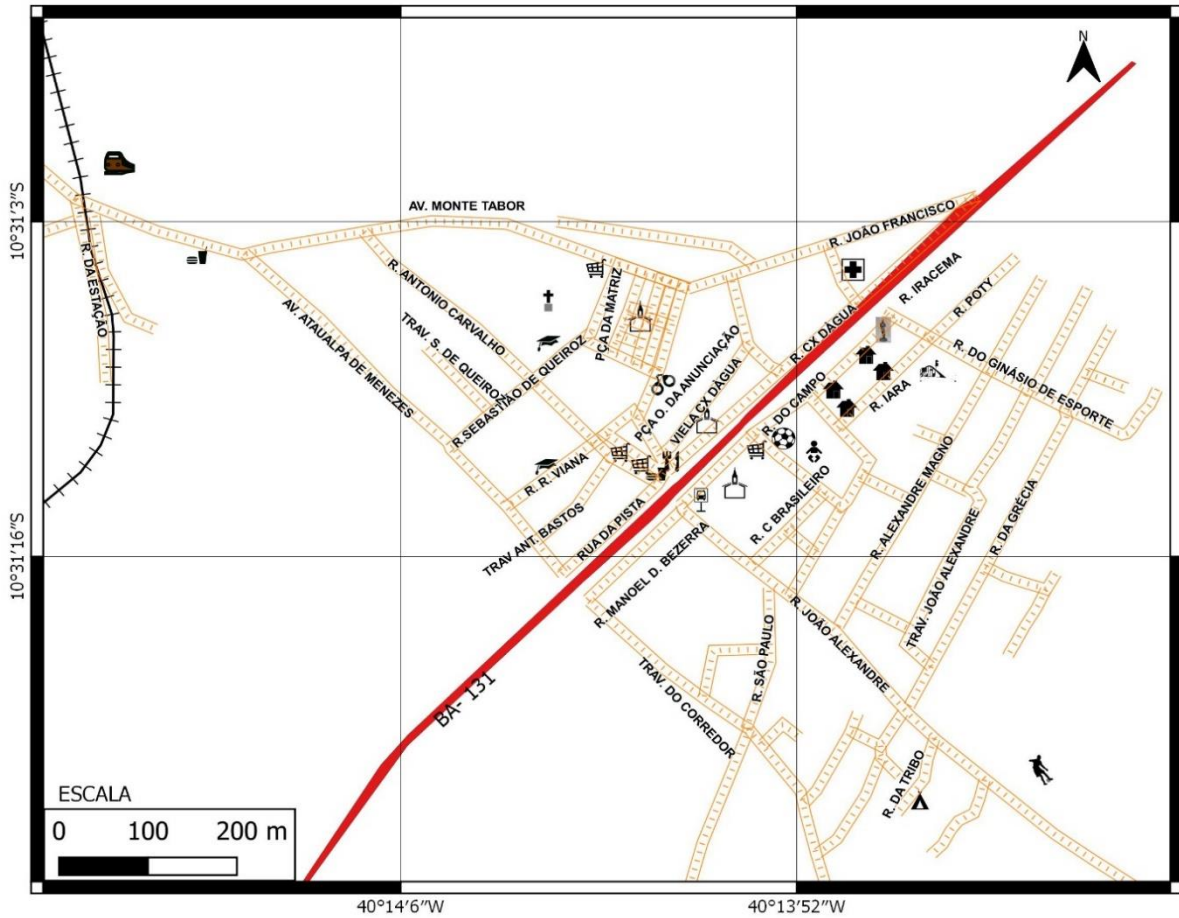 N
AV. MONTE TABOR
R. JOÃO FRANCISCO
10°31'3"S
R. DA ESTAÇÃO
R. ANTONIO CARVALHO
PÇA DA MATRIZ
R. IRACEMA
R. POTY
AV. ATAUALPA DE MENEZES
TRAV. S. DE QUEIROZ
R.SEBASTIÃO DE QUEIROZ
PÇA O. DA ANUNCIAÇÃO
VIELA CX DÁGUA
R. CX DÁGUA
R. DO GINÁSIO DE ESPORTE
R. DO CAMPO
R. IARA
R. R. VIANA
TRAV ANT. BASTOS
RUA DA PISTA
R. C BRASILEIRO
R. ALEXANDRE MAGNO
TRAV. JOÃO ALEXANDRE
R. DA GRÉCIA
10°31'16"S
R. MANOEL D. BEZERRA
R. JOÃO ALEXANDRE
TRAV. DO CORREDOR
R. SÃO PAULO
BA- 131
R. DA TRIBO
ESCALA
0 100 200 m
40°14'6"W
40°13'52"W